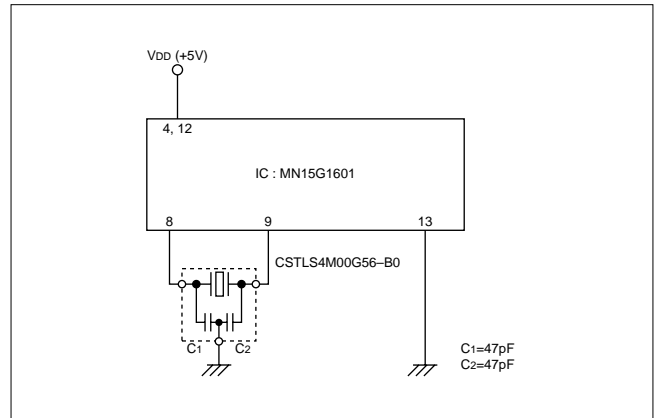 VDD (+5V)
4, 12
IC : MN15G1601
8 9 13
CSTLS4M00G56–B0
C1 C2
C1=47pF
C2=47pF